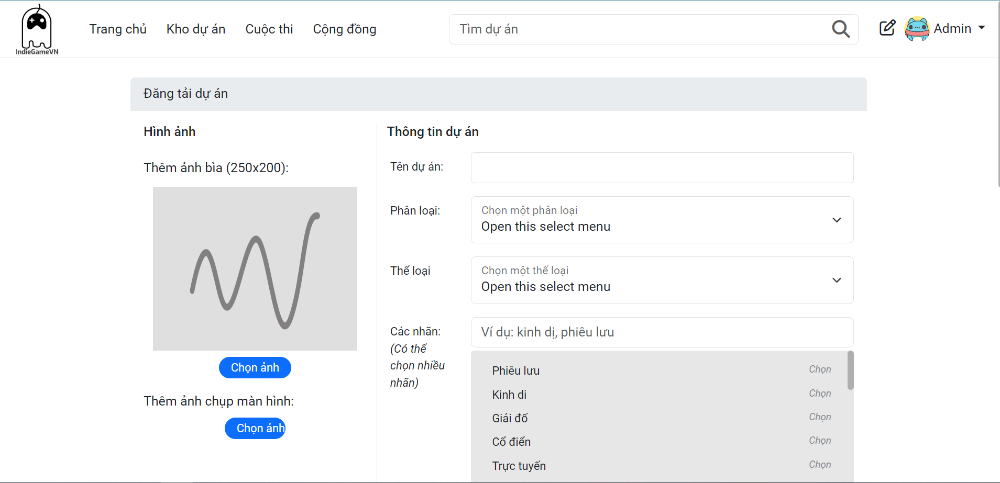 IndieGameVN
Trang chủ
Kho dự án
Cuộc thi
Cộng đồng
Tìm dự án
Admin
Đăng tải dự án
Hình ảnh
Thêm ảnh bìa (250x200):
Chọn ảnh
Thêm ảnh chụp màn hình:
Chọn ảnh
Thông tin dự án
Tên dự án:
Phân loại:
Chọn một phân loại
Open this select menu
Thể loại
Chọn một thể loại
Open this select menu
Các nhãn:
(Có thể
chọn nhiều
nhãn)
Ví dụ: kinh dị, phiêu lưu
Phiêu lưu Chọn
Kinh di Chọn
Giải đố Chọn
Cổ điển Chọn
Trực tuyến Chọn